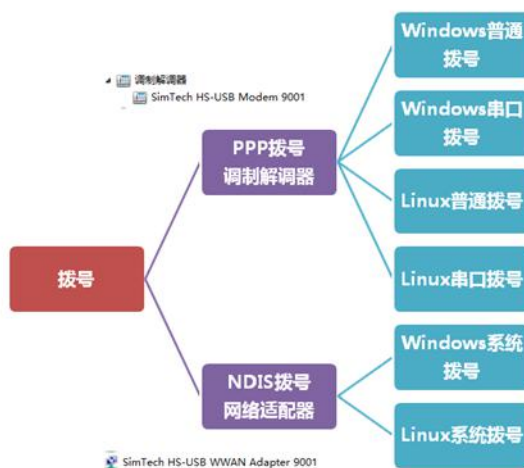 Windows普通
拨号
调制解调器
SimTech HS-USB Modem 9001
Windows串口
拨号
PPP拨号
调制解调器
Linux普通拨号
拨号
Linux串口拨号
Windows系统
拨号
NDIS拨号
网络适配器
Linux系统拨号
SimTech HS-USB WWAN Adapter 9001